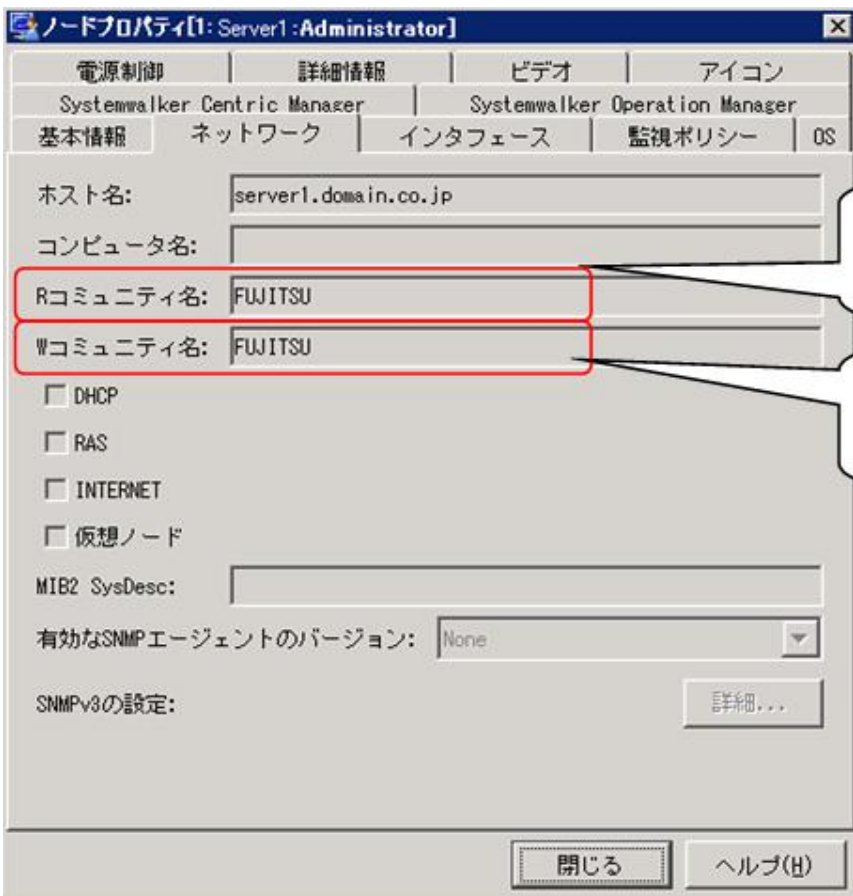 ノードプロパティ[1: Server1 :Administrator]
電源制御 詳細情報 ビデオ アイコン
Systemwalker Centric Manager Systemwalker Operation Manager
基本情報 ネットワーク インタフェース 監視ポリシー OS
ホスト名: server1.domain.co.jp
コンピュータ名:
Rコミュニティ名: FUJITSU
Wコミュニティ名: FUJITSU
DHCP
RAS
INTERNET
仮想ノード
MIB2 SysDesc:
有効なSNMPエージェントのバージョン: None
SNMPv3の設定: 詳細...
閉じる ヘルプ(H)